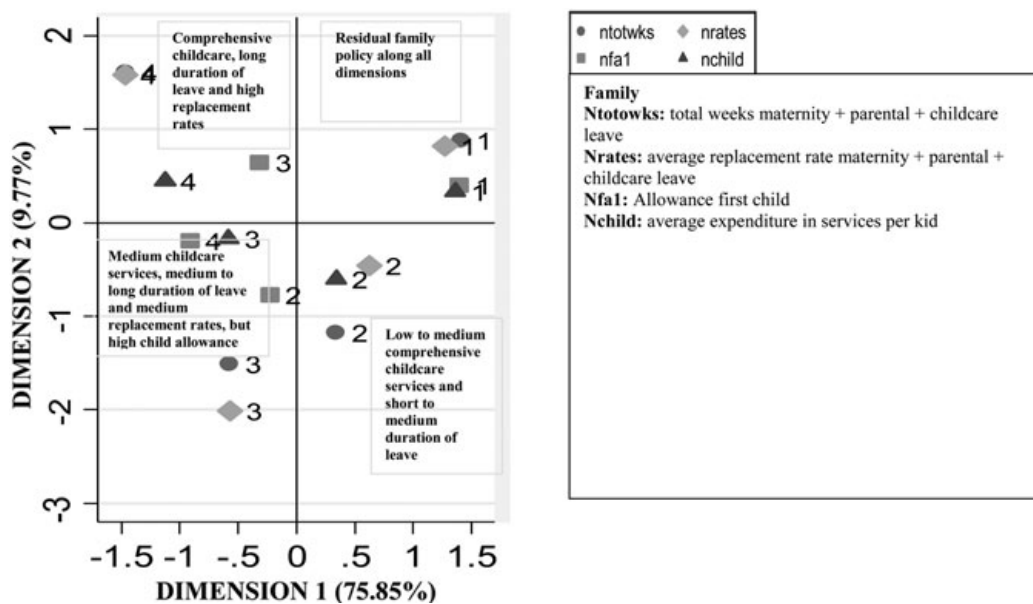 Comprehensive
childcare, long
duration of
leave and high
replacement
rates
Residual family
policy along all
dimensions
Medium childcare
services, medium to
long duration of leave
and medium
replacement rates, but
high child allowance
Low to medium
comprehensive
childcare
services and
short to
medium
duration of
leave
DIMENSION 2 (9.77%)
2
1
0
-1
-2
-3
4
4
3
1
1
4
1
1
4
3
2
2
2
2
3
3
-1.5 -1 -.5 0 .5 1 1.5
DIMENSION 1 (75.85%)
ntotwks nrates
nfa1 nchild
Family
Ntotowks: total weeks maternity + parental + childcare
leave
Nrates: average replacement rate maternity + parental +
childcare leave
Nfa1: Allowance first child
Nchild: average expenditure in services per kid